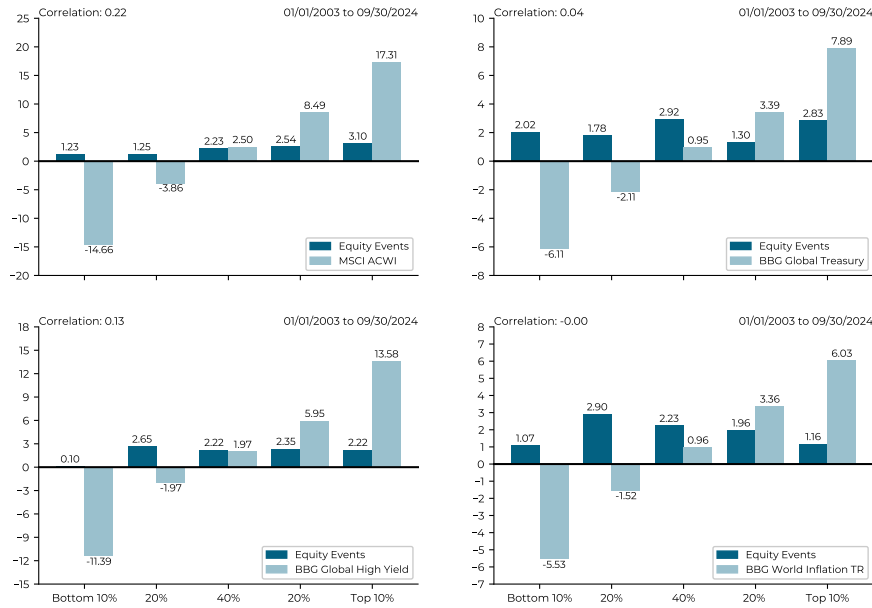 Correlation: 0.22 01/01/2003 to 09/30/2024
25
20
15
10
5
0
−5
−10
−15
−20
1.23 1.25 2.23 2.50 2.54 8.49 3.10 17.31
-14.66 -3.86
Equity Events
MSCI ACWI
Correlation: 0.04 01/01/2003 to 09/30/2024
10
8
6
4
2
0
−2
−4
−6
−8
2.02 1.78 2.92 0.95 1.30 3.39 2.83 7.89
-6.11 -2.11
Equity Events
BBG Global Treasury
Correlation: 0.13 01/01/2003 to 09/30/2024
18
15
12
9
6
3
0
−3
−6
−9
−12
−15
0.10 2.65 2.22 1.97 2.35 5.95 2.22 13.58
-11.39 -1.97
Equity Events
BBG Global High Yield
Bottom 10% 20% 40% 20% Top 10%
Correlation: -0.00 01/01/2003 to 09/30/2024
8
7
6
5
4
3
2
1
0
−1
−2
−3
−4
−5
−6
−7
1.07 2.90 2.23 0.96 1.96 3.36 1.16 6.03
-5.53 -1.52
Equity Events
BBG World Inflation TR
Bottom 10% 20% 40% 20% Top 10%